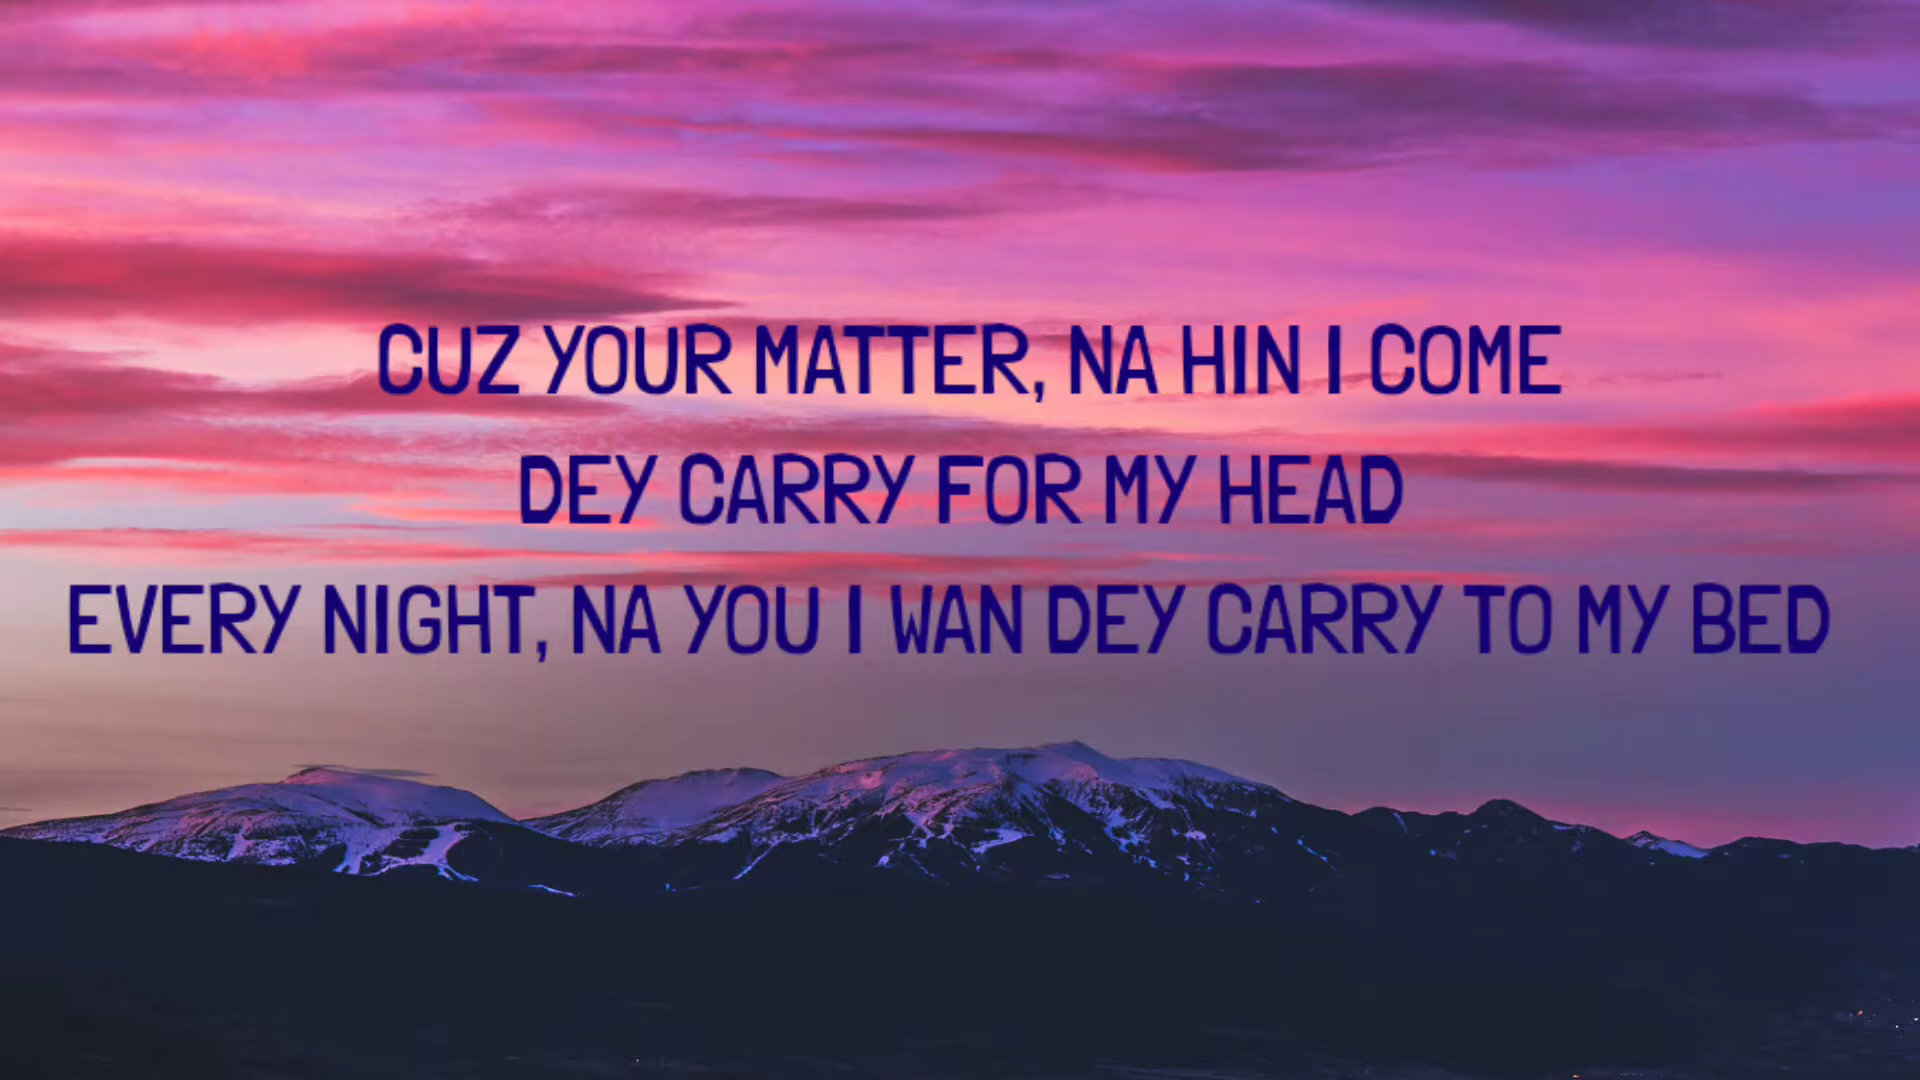 CUZ YOUR MATTER, NA HIN I COME
DEY CARRY FOR MY HEAD
EVERY NIGHT, NA YOU I WAN DEY CARRY TO MY BED